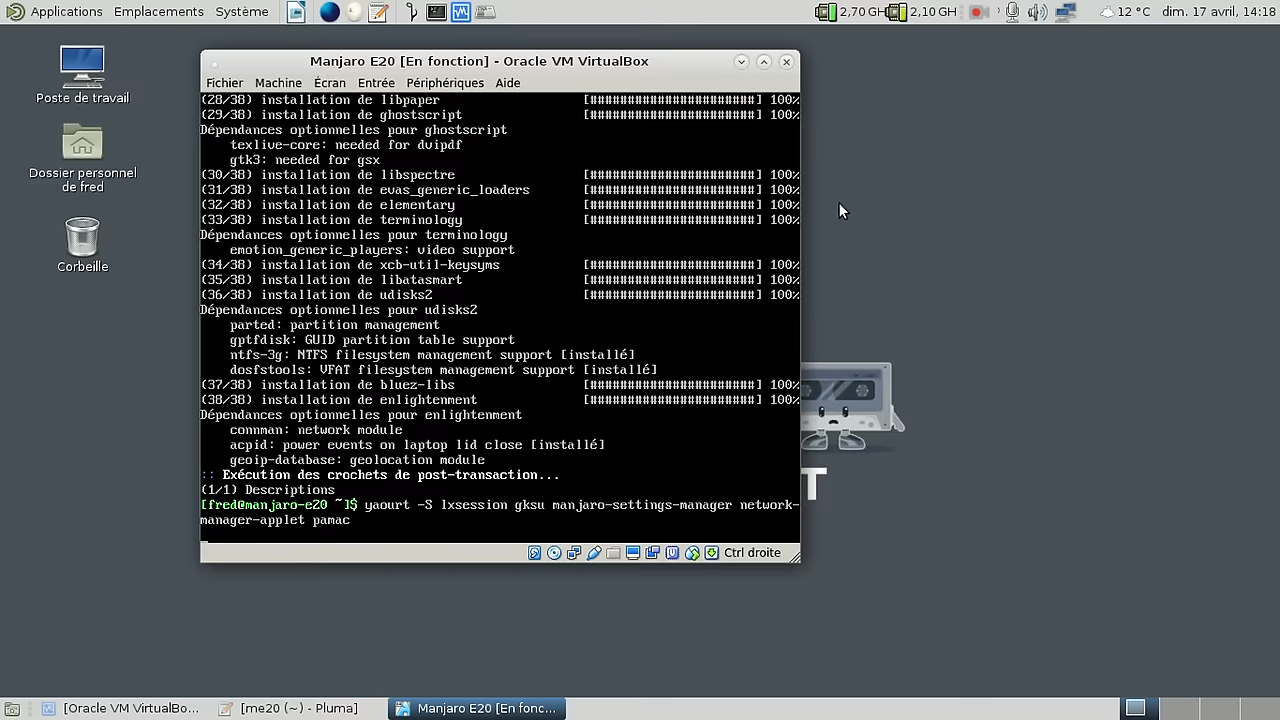 Applications Emplacements Système
2,70 GH 2,10 GH 12 °C dim. 17 avril, 14:18
Poste de travail
Dossier personnel
de fred
Corbeille
Manjaro E20 [En fonction] - Oracle VM VirtualBox
Fichier Machine Écran Entrée Périphériques Aide
(28/38) installation de libpaper [######################] 100%
(29/38) installation de ghostscript [######################] 100%
Dépendances optionnelles pour ghostscript
texlive-core: needed for dvipdf
gtk3: needed for gsx
(30/38) installation de libspectre [######################] 100%
(31/38) installation de evas_generic_loaders [######################] 100%
(32/38) installation de elementary [######################] 100%
(33/38) installation de terminology [######################] 100%
Dépendances optionnelles pour terminology
emotion_generic_players: video support
(34/38) installation de xcb-util-keysyms [######################] 100%
(35/38) installation de libatasmart [######################] 100%
(36/38) installation de udisks2 [######################] 100%
Dépendances optionnelles pour udisks2
parted: partition management
gptfdisk: GUID partition table support
ntfs-3g: NTFS filesystem management support [installé]
dosfstools: VFAT filesystem management support [installé]
(37/38) installation de bluez-libs [######################] 100%
(38/38) installation de enlightenment [######################] 100%
Dépendances optionnelles pour enlightenment
connman: network module
acpid: power events on laptop lid close [installé]
geoip-database: geolocation module
:: Exécution des crochets de post-transaction...
(1/1) Descriptions
[fred@manjaro-e20 ~]$ yaourt -S lxsession gksu manjaro-settings-manager network-
manager-applet pamac
T
Ctrl droite
[Oracle VM VirtualBo... [me20 (~) - Pluma] Manjaro E20 [En fonc...